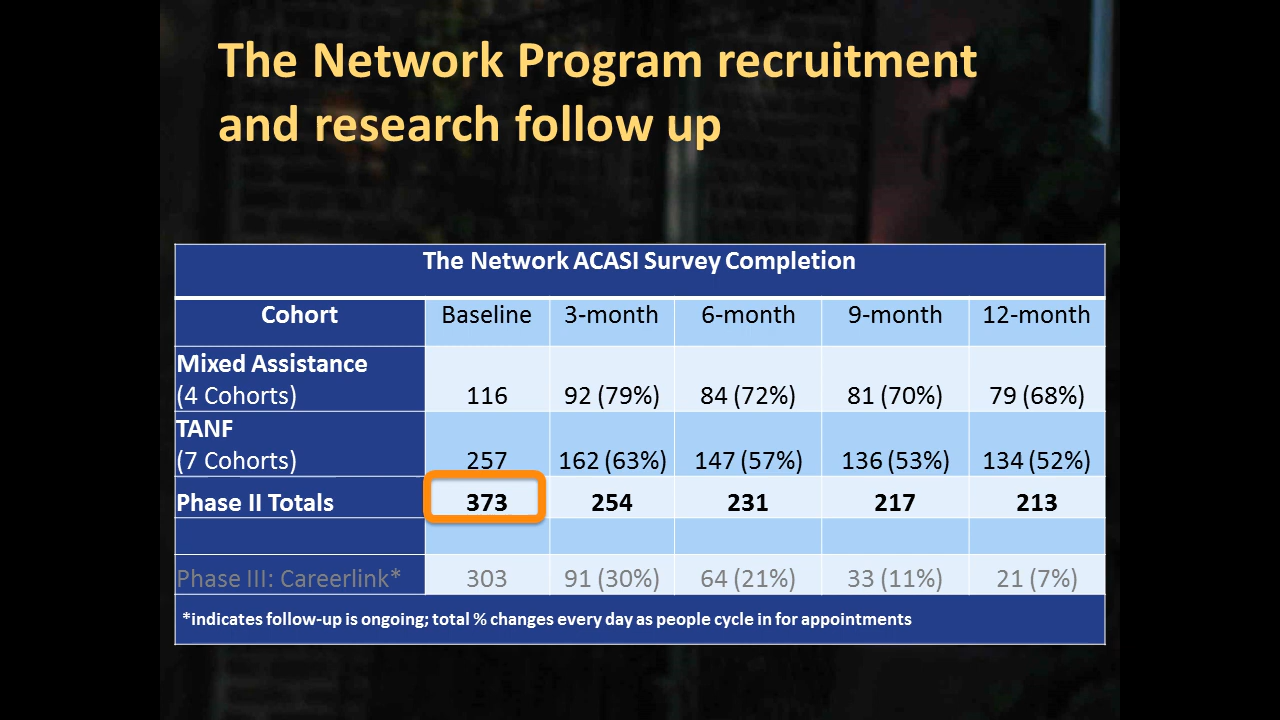 The Network Program recruitment
and research follow up
The Network ACASI Survey Completion
Cohort Baseline 3-month 6-month 9-month 12-month
Mixed Assistance
(4 Cohorts) 116 92 (79%) 84 (72%) 81 (70%) 79 (68%)
TANF
(7 Cohorts) 257 162 (63%) 147 (57%) 136 (53%) 134 (52%)
Phase II Totals 373 254 231 217 213
Phase III: Careerlink* 303 91 (30%) 64 (21%) 33 (11%) 21 (7%)
*indicates follow-up is ongoing; total % changes every day as people cycle in for appointments